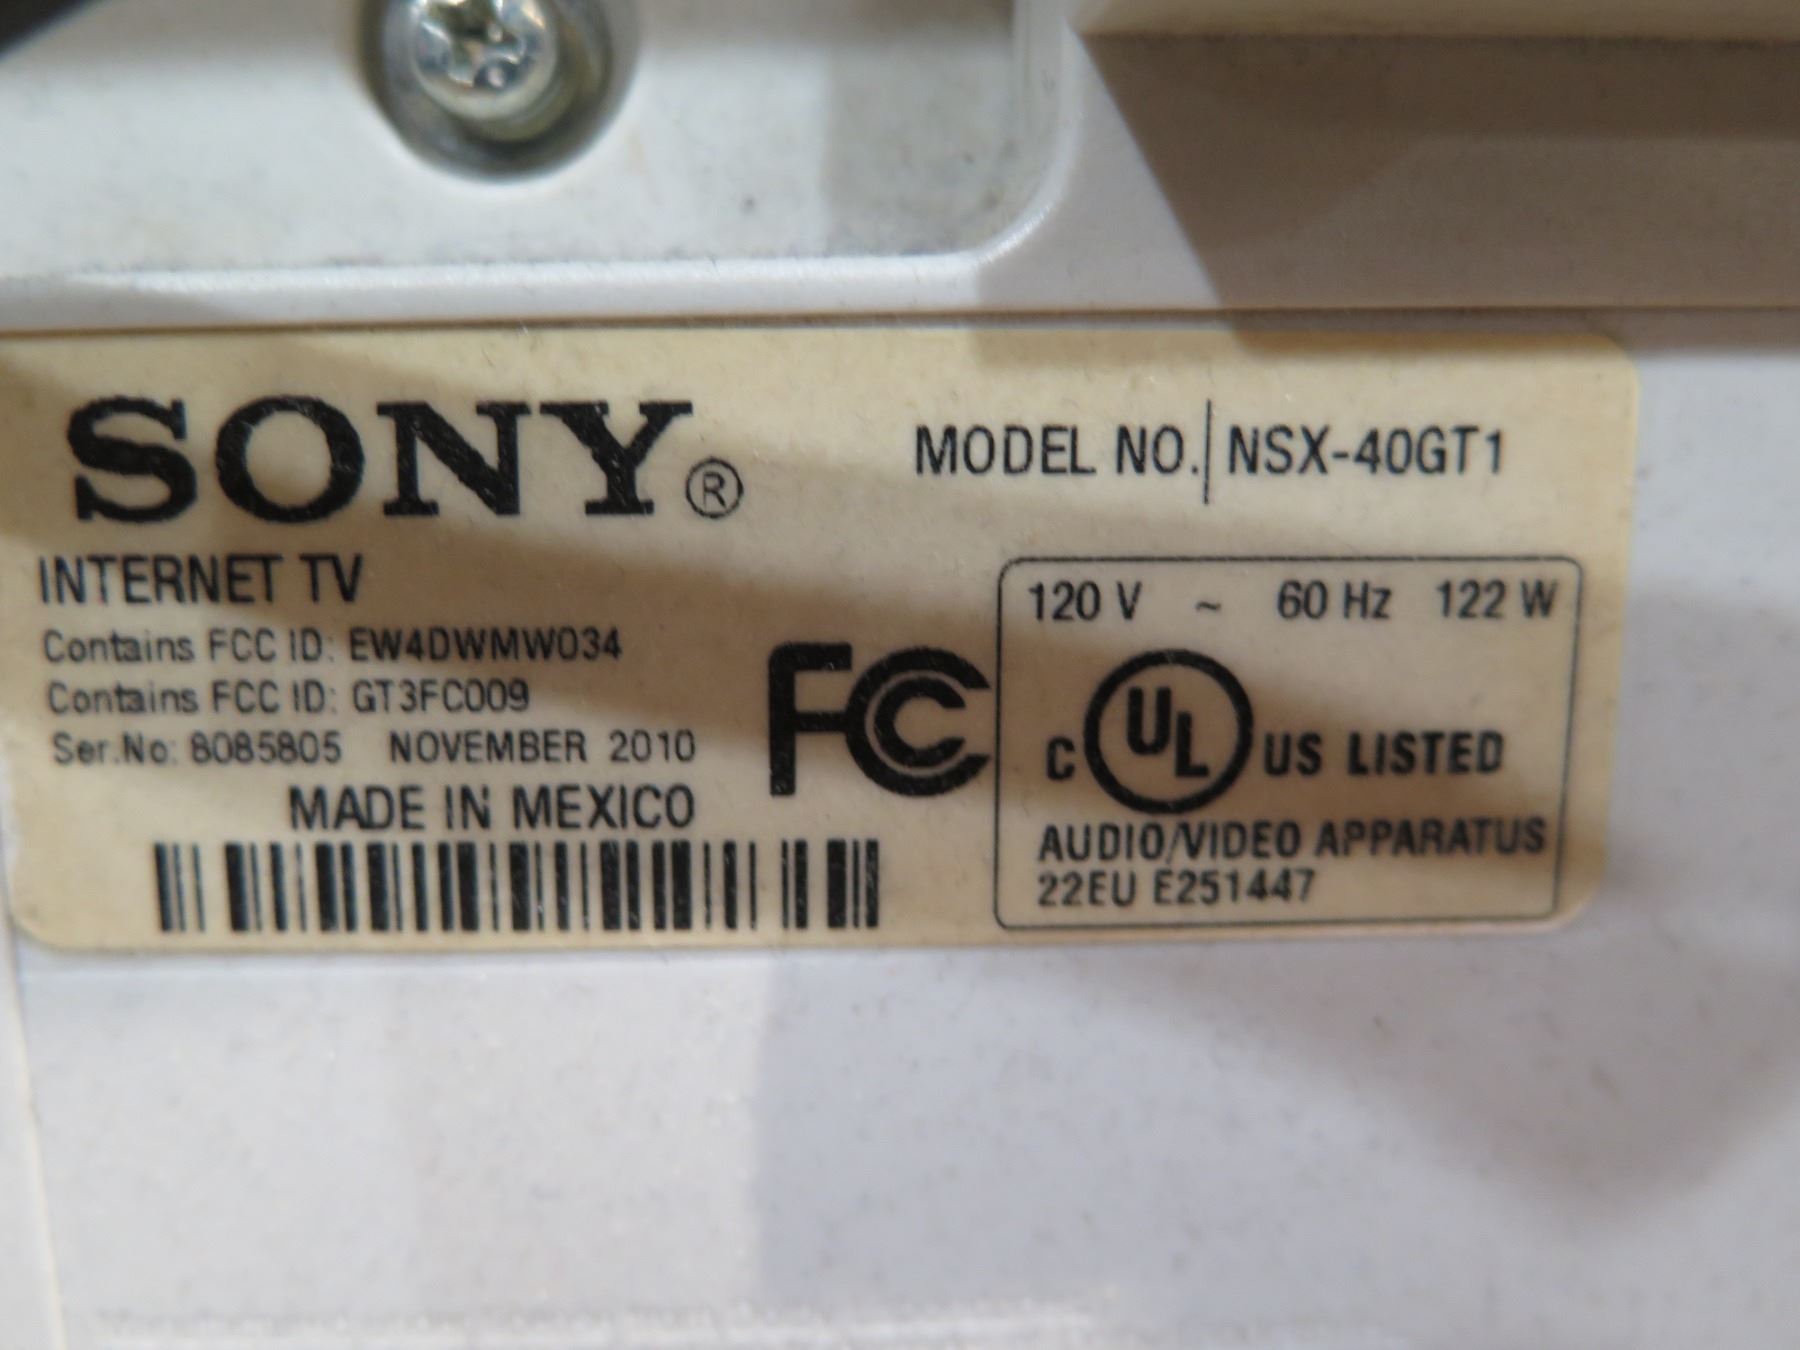 SONY®
MODEL NO. NSX-40GT1
INTERNET TV
Contains FCC ID: EW4DWMW034
Contains FCC ID: GT3FC009
Ser.No: 8085805 NOVEMBER 2010
MADE IN MEXICO
FC
120 V ~ 60 Hz 122 W
C UL US LISTED
AUDIO/VIDEO APPARATUS
22EU E251447